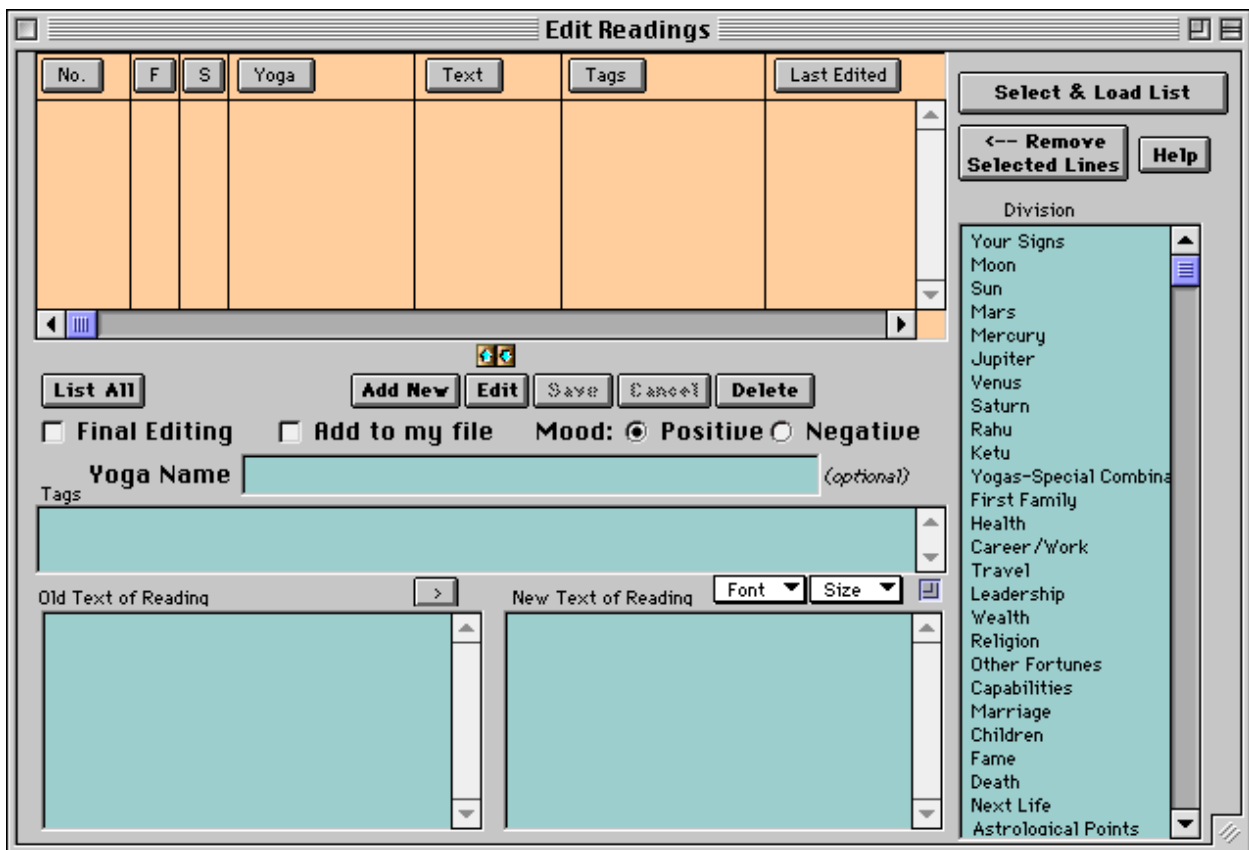 Edit Readings
No. F S Yoga Text Tags Last Edited
Select & Load List
<-- Remove
Selected Lines
Help
Division
Your Signs
Moon
Sun
Mars
Mercury
Jupiter
Venus
Saturn
Rahu
Ketu
Yogas-Special Combina
First Family
Health
Career/Work
Travel
Leadership
Wealth
Religion
Other Fortunes
Capabilities
Marriage
Children
Fame
Death
Next Life
Astrological Points
List All Add New Edit Save Cancel Delete
Final Editing Add to my file Mood: Positive Negative
Yoga Name (optional)
Tags
Old Text of Reading > New Text of Reading Font Size